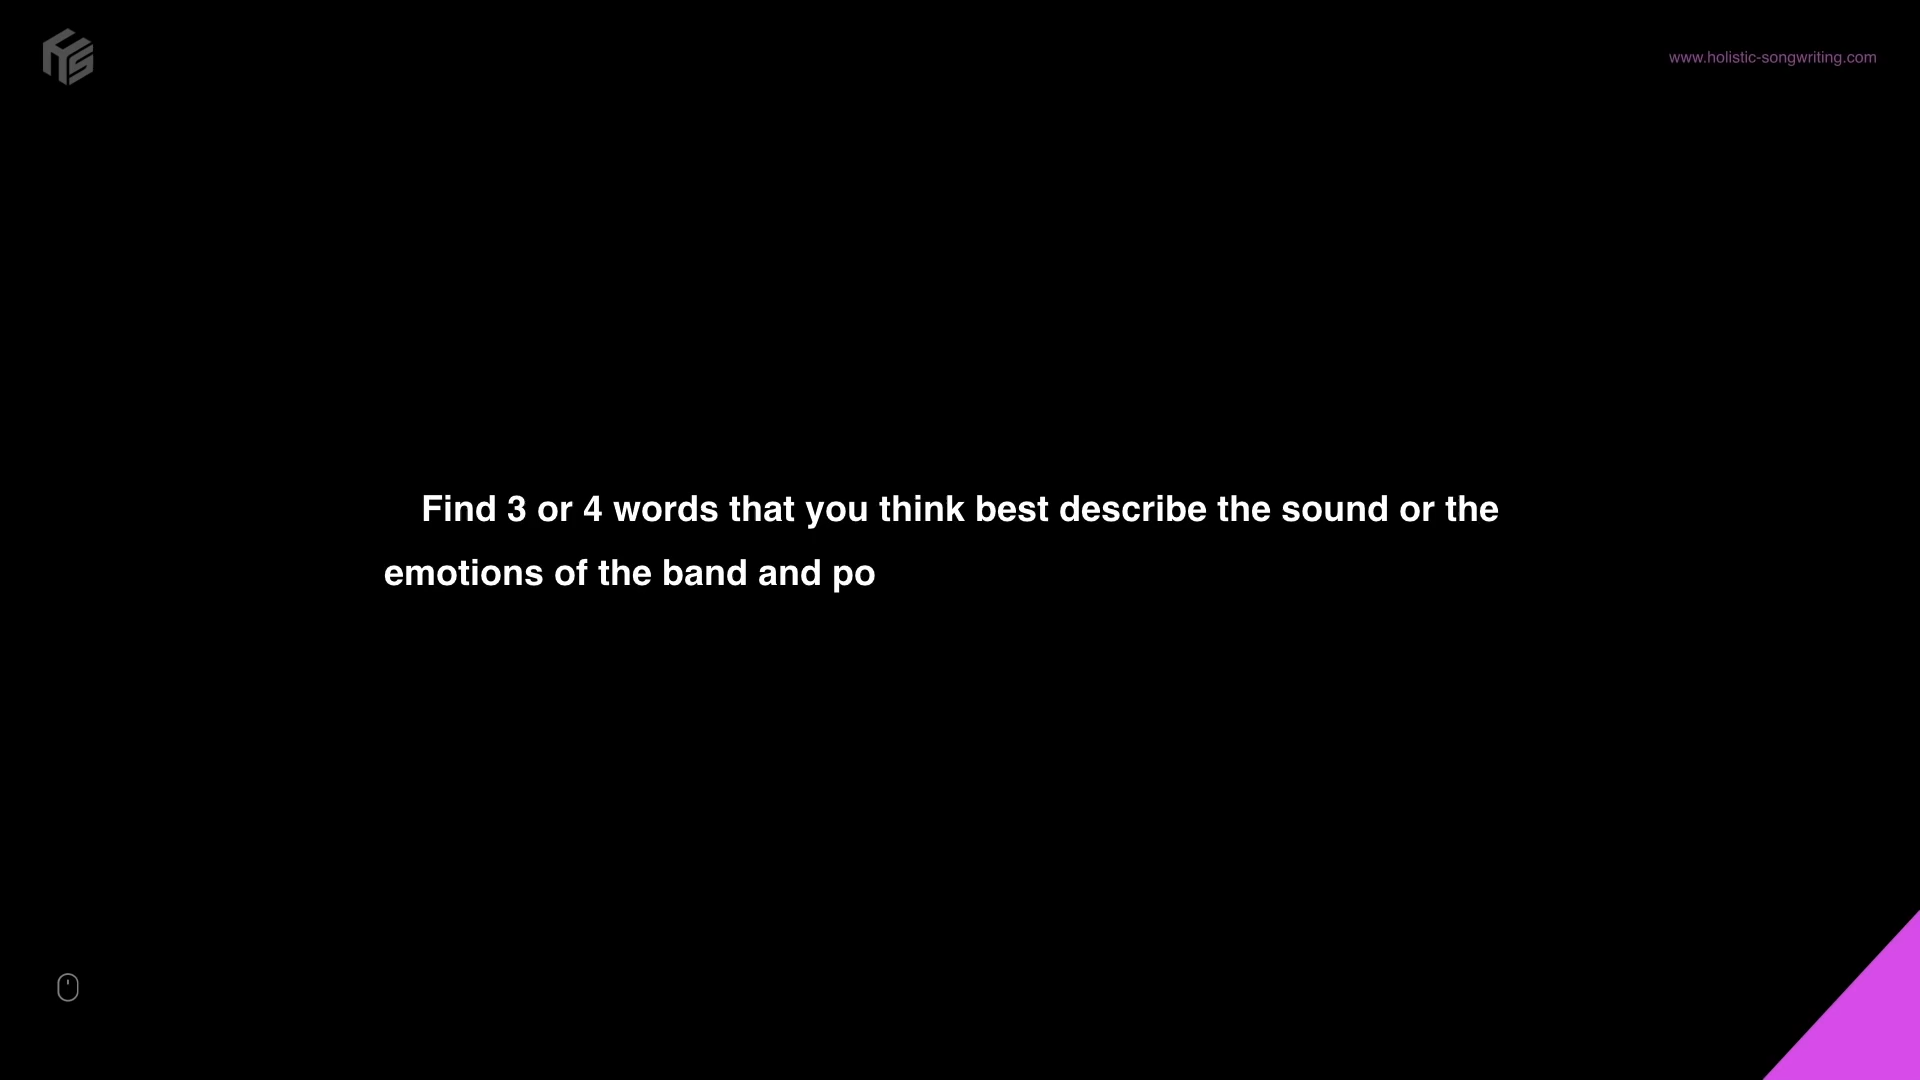 www.holistic-songwriting.com
Find 3 or 4 words that you think best describe the sound or the
emotions of the band and po